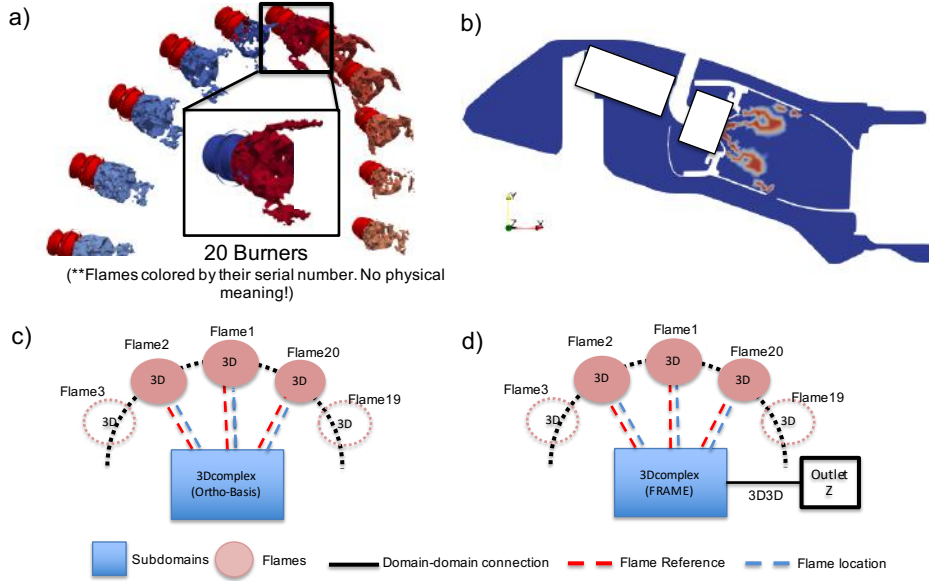 a)
20 Burners
(**Flames colored by their serial number. No physical
meaning!)
b)
Y
Z
X
c)
Flame1
Flame2
Flame20
Flame3
Flame19
3D
3D
3D
3D
3D
3Dcomplex
(Ortho-Basis)
d)
Flame1
Flame2
Flame20
Flame3
Flame19
3D
3D
3D
3D
3D
3Dcomplex
(FRAME)
3D3D
Outlet
Z
Subdomains
Flames
Domain-domain connection
Flame Reference
Flame location